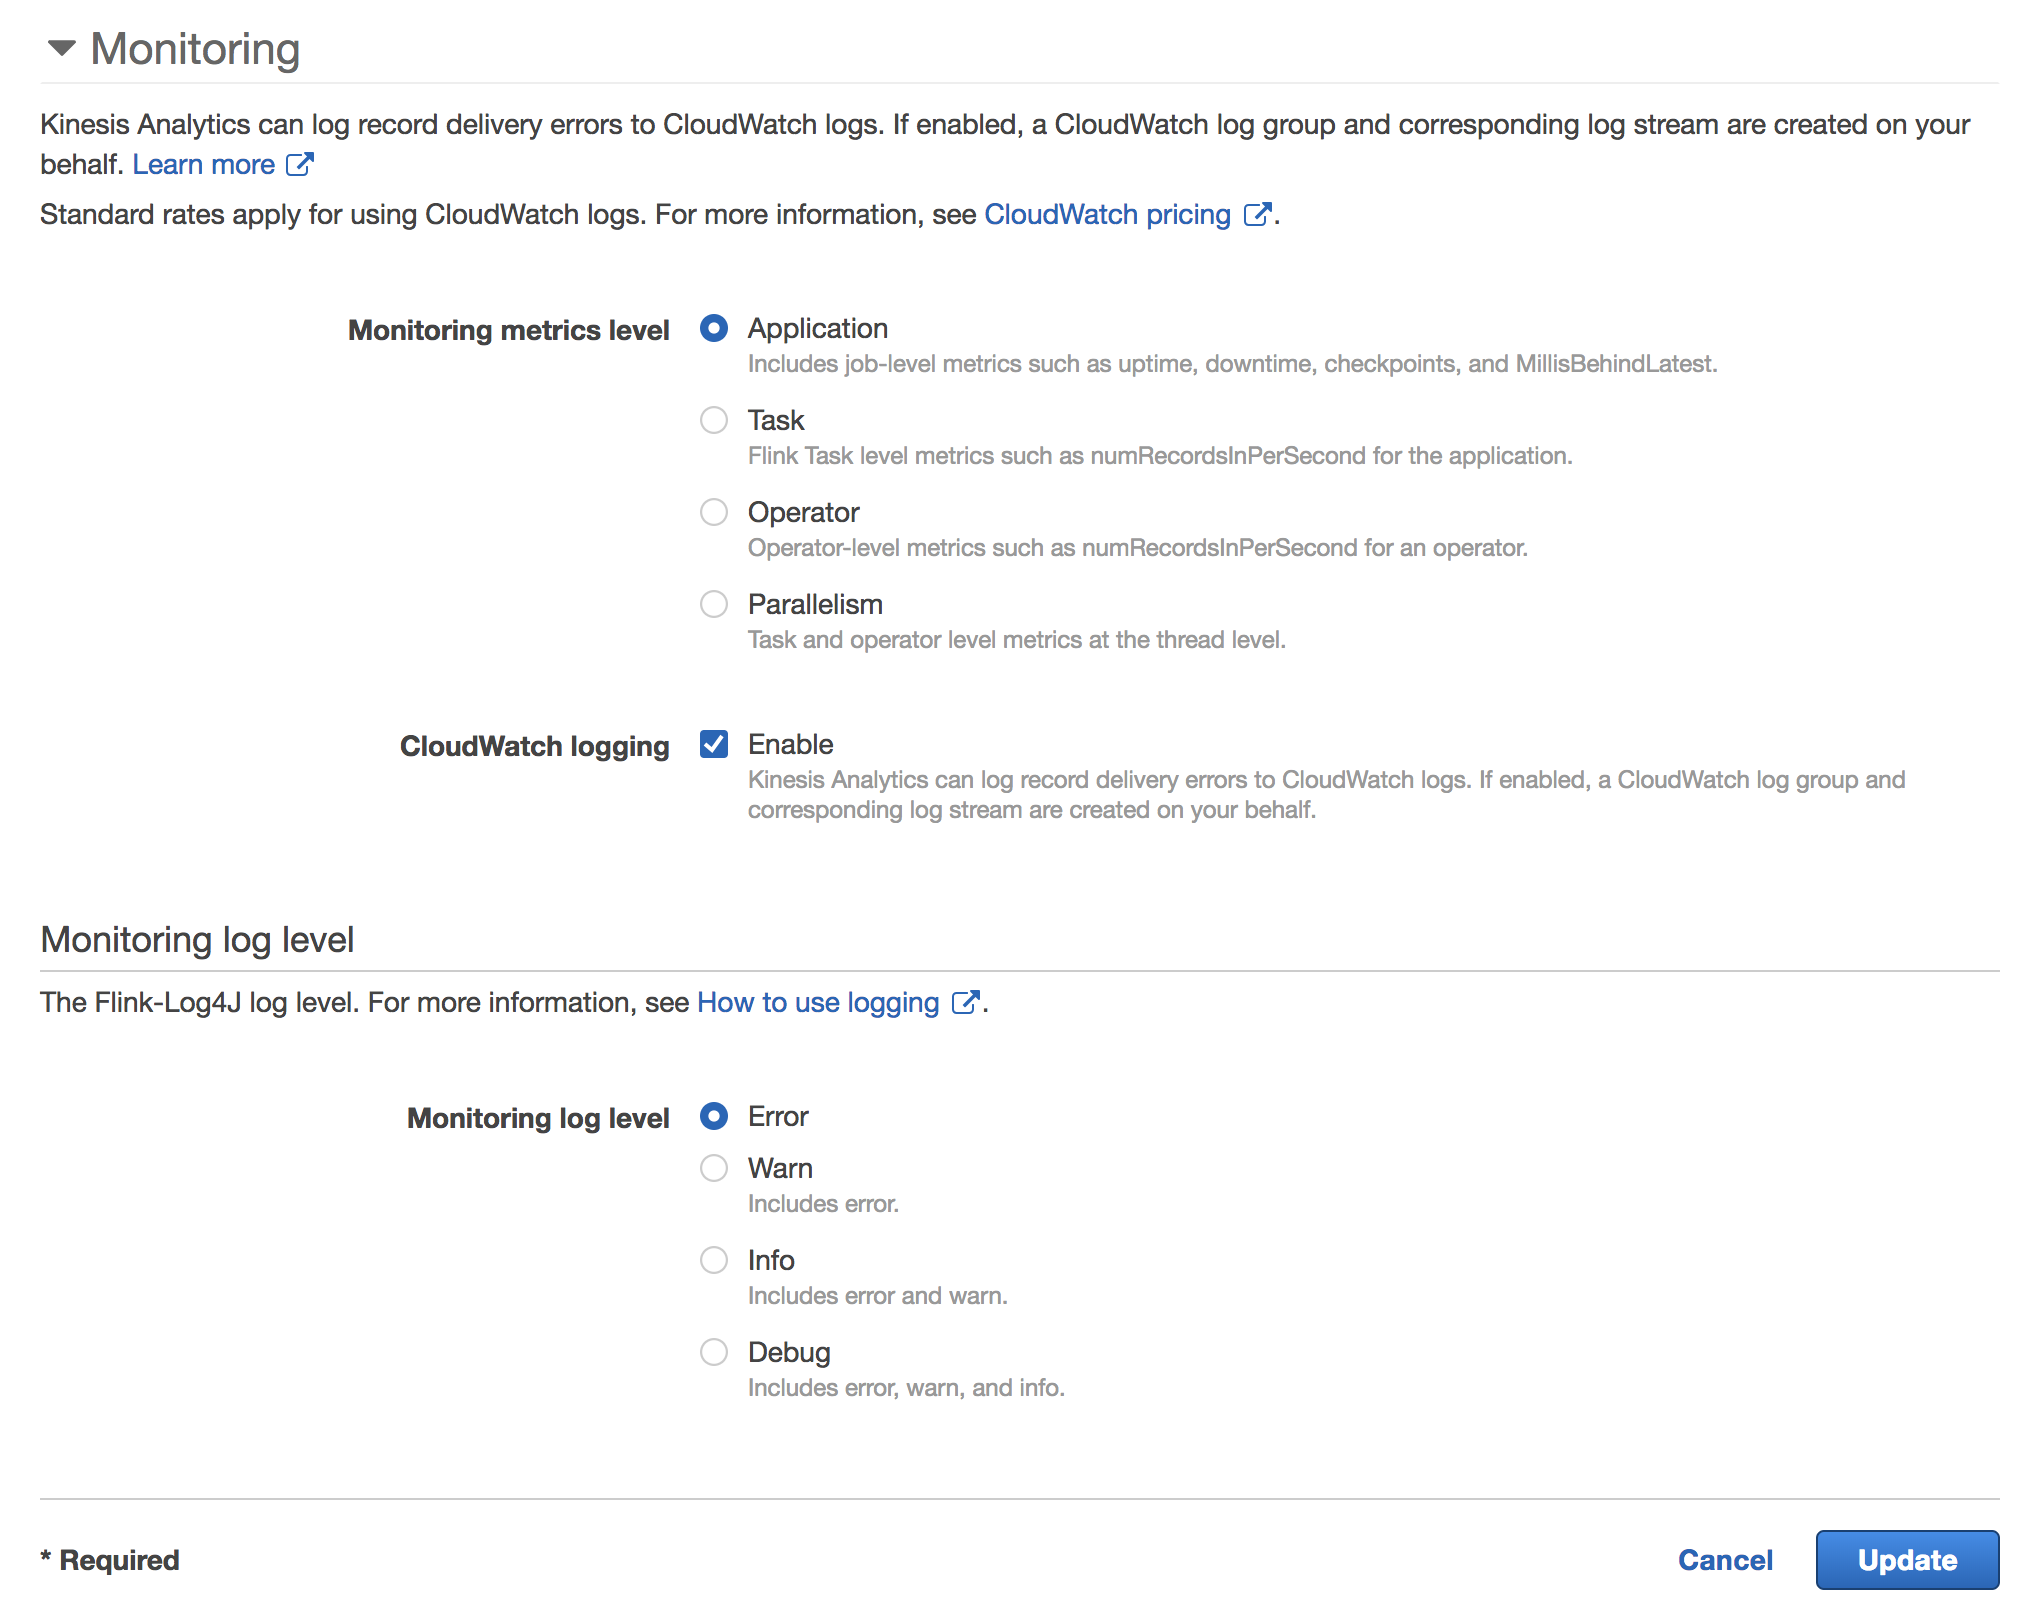 Monitoring
Kinesis Analytics can log record delivery errors to CloudWatch logs. If enabled, a CloudWatch log group and corresponding log stream are created on your
behalf. Learn more
Standard rates apply for using CloudWatch logs. For more information, see CloudWatch pricing.
Monitoring metrics level
Application
Includes job-level metrics such as uptime, downtime, checkpoints, and MillisBehindLatest.
Task
Flink Task level metrics such as numRecordsInPerSecond for the application.
Operator
Operator-level metrics such as numRecordsInPerSecond for an operator.
Parallelism
Task and operator level metrics at the thread level.
CloudWatch logging
Enable
Kinesis Analytics can log record delivery errors to CloudWatch logs. If enabled, a CloudWatch log group and
corresponding log stream are created on your behalf.
Monitoring log level
The Flink-Log4J log level. For more information, see How to use logging.
Monitoring log level
Error
Warn
Includes error.
Info
Includes error and warn.
Debug
Includes error, warn, and info.
* Required
Cancel
Update